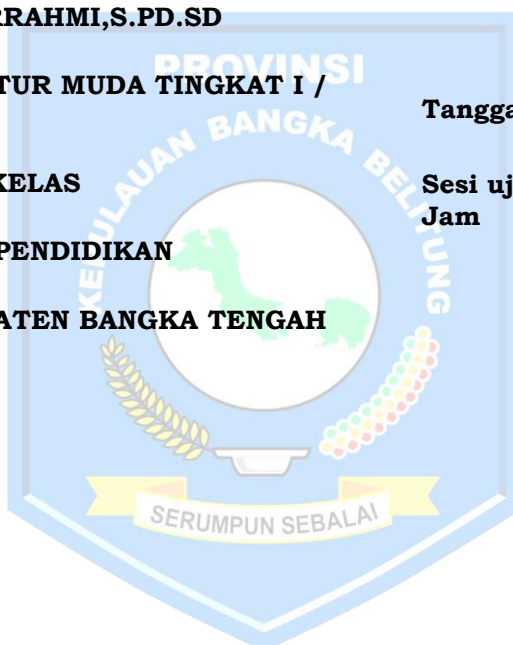 RRAHMI,S.PD.SD
PROVINSI
TUR MUDA TINGKAT I /
Tangga
KEPULAUAN BANGKA BELITUNG
KELAS
Sesi uj
Jam
PENDIDIKAN
ATEN BANGKA TENGAH
SERUMPUN SEBALAI